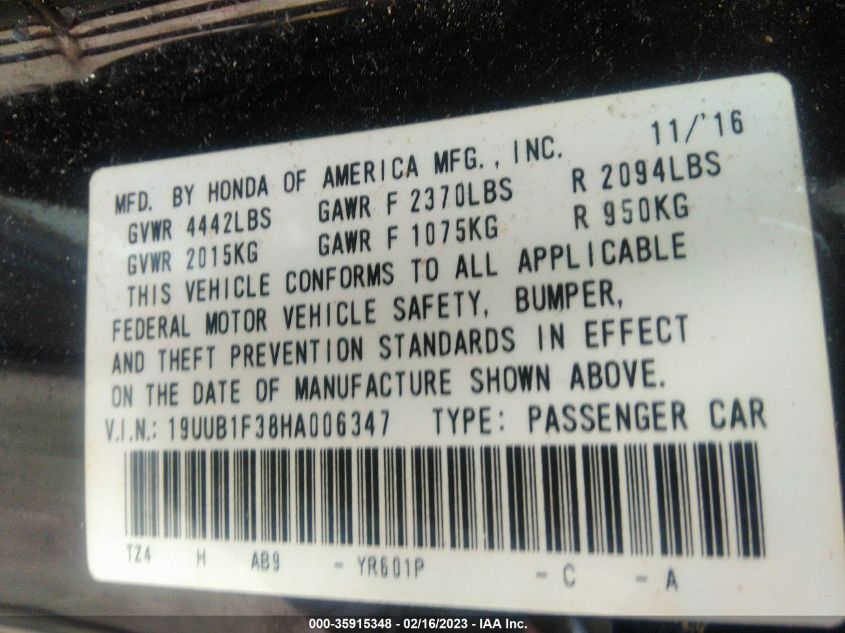 MFD. BY HONDA OF AMERICA MFG., INC. 11/'16
GVWR 4442LBS GAWR F 2370LBS R 2094LBS
GVWR 2015KG GAWR F 1075KG R 950KG
THIS VEHICLE CONFORMS TO ALL APPLICABLE
FEDERAL MOTOR VEHICLE SAFETY, BUMPER,
AND THEFT PREVENTION STANDARDS IN EFFECT
ON THE DATE OF MANUFACTURE SHOWN ABOVE.
V.I.N.: 19UUB1F38HA006347 TYPE: PASSENGER CAR
TZ4 H AB9 - YR601P - C - A
000-35915348 - 02/16/2023 - IAA Inc.